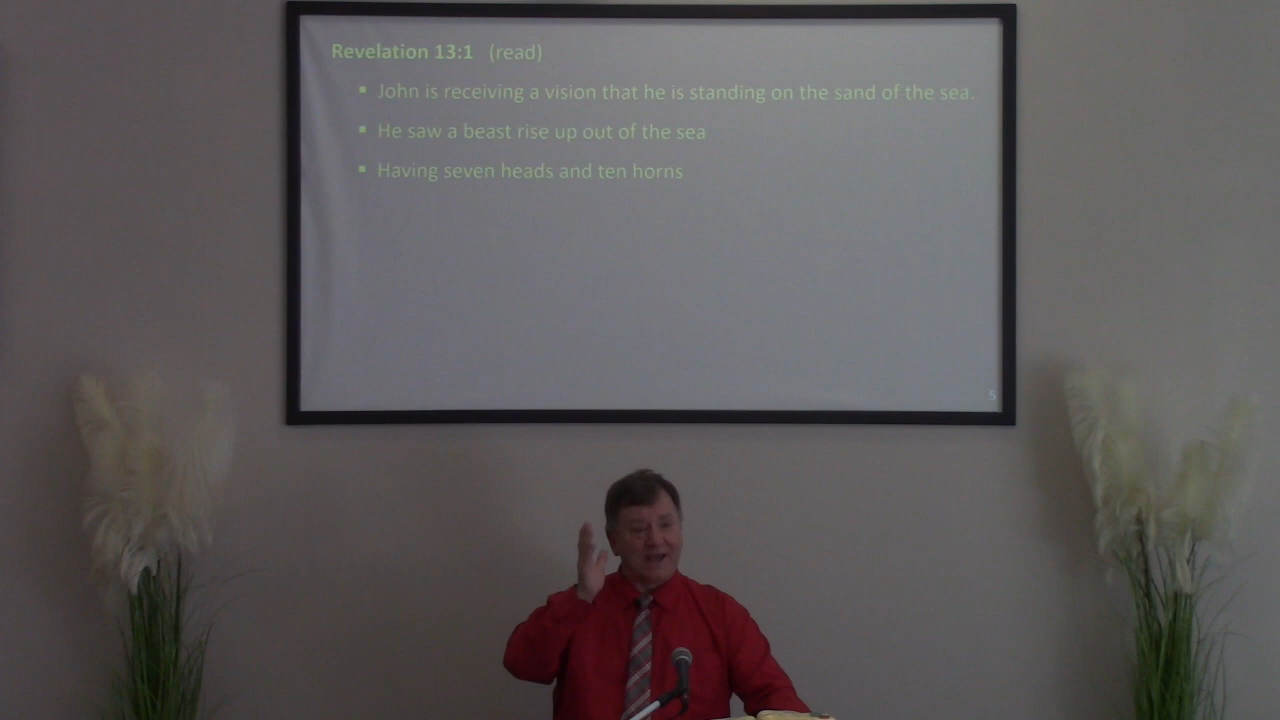 Revelation 13:1 (read)
▪ John is receiving a vision that he is standing on the sand of the sea.
▪ He saw a beast rise up out of the sea
▪ Having seven heads and ten horns
5